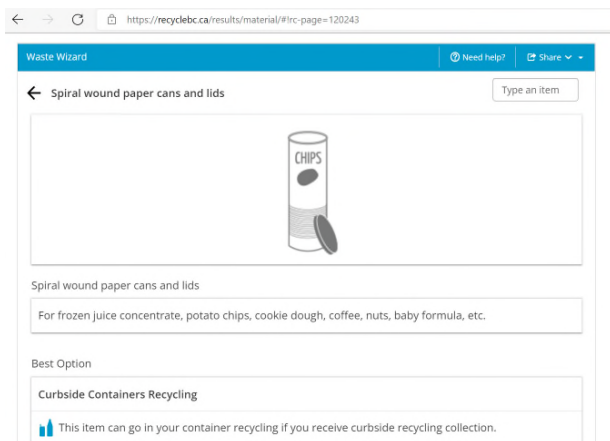 https://recyclebc.ca/results/material/#!rc-page=120243
Waste Wizard
Need help?
Share
Spiral wound paper cans and lids
Type an item
CHIPS
Spiral wound paper cans and lids
For frozen juice concentrate, potato chips, cookie dough, coffee, nuts, baby formula, etc.
Best Option
Curbside Containers Recycling
This item can go in your container recycling if you receive curbside recycling collection.